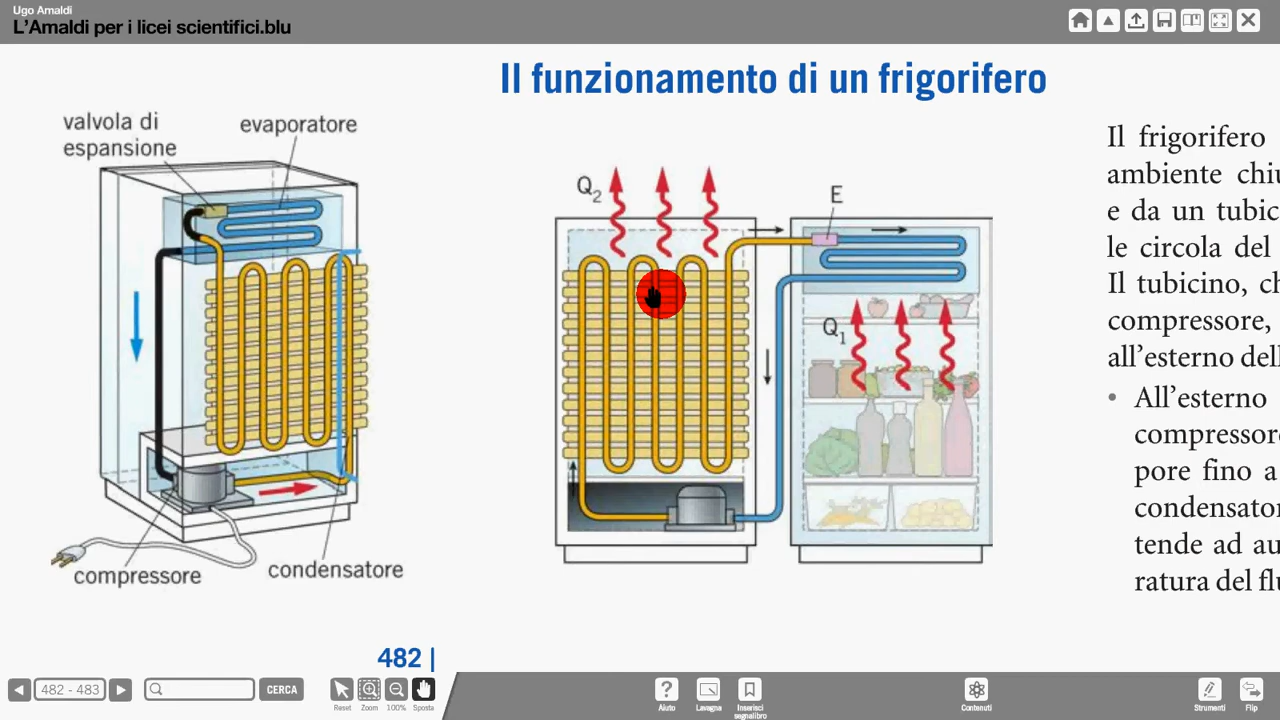 Ugo Amaldi
L'Amaldi per i licei scientifici.blu
Il funzionamento di un frigorifero
valvola di
espansione
evaporatore
compressore
condensatore
Q2
E
Q1
Il frigorifero
ambiente chiu
e da un tubic
le circola del
Il tubicino, ch
compressore,
all'esterno dell
• All'esterno
compressore
pore fino a
condensator
tende ad au
ratura del flu
482 |
482 - 483
CERCA
Reset
Zoom
100%
Sposta
?
Aiuto
Lavagna
Inserisci
segnalibro
Contenuti
Strumenti
Flip